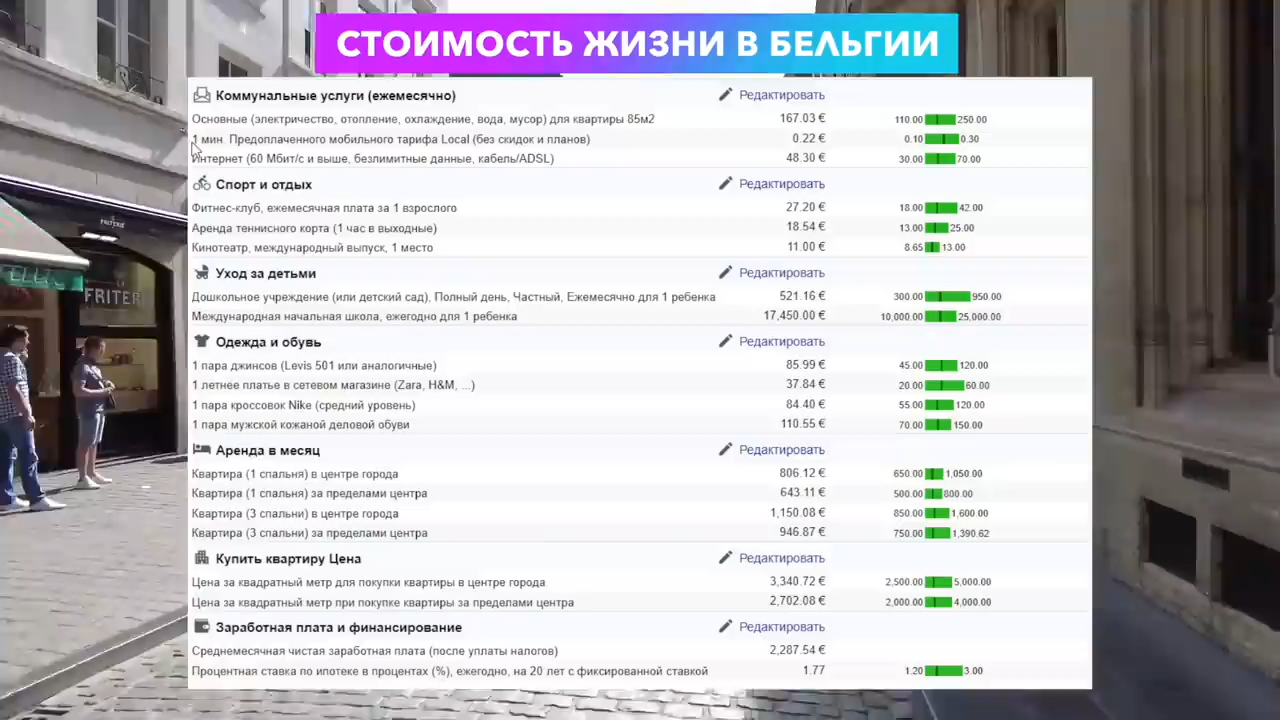 СТОИМОСТЬ ЖИЗНИ В БЕЛЬГИИ
Коммунальные услуги (ежемесячно) Редактировать
Основные (электричество, отопление, охлаждение, вода, мусор) для квартиры 85м2 167.03 € 110.00 250.00
1 мин. Предоплаченного мобильного тарифа Local (без скидок и планов) 0.22 € 0.10 0.30
Интернет (60 Мбит/с и выше, безлимитные данные, кабель/ADSL) 48.30 € 30.00 70.00
Спорт и отдых Редактировать
Фитнес-клуб, ежемесячная плата за 1 взрослого 27.20 € 18.00 42.00
Аренда теннисного корта (1 час в выходные) 18.54 € 13.00 25.00
Кинотеатр, международный выпуск, 1 место 11.00 € 8.65 13.00
Уход за детьми Редактировать
Дошкольное учреждение (или детский сад), Полный день, Частный, Ежемесячно для 1 ребенка 521.16 € 300.00 950.00
Международная начальная школа, ежегодно для 1 ребенка 17,450.00 € 10,000.00 25,000.00
Одежда и обувь Редактировать
1 пара джинсов (Levis 501 или аналогичные) 85.99 € 45.00 120.00
1 летнее платье в сетевом магазине (Zara, H&M, ...) 37.84 € 20.00 60.00
1 пара кроссовок Nike (средний уровень) 84.40 € 55.00 120.00
1 пара мужской кожаной деловой обуви 110.55 € 70.00 150.00
Аренда в месяц Редактировать
Квартира (1 спальня) в центре города 806.12 € 650.00 1,050.00
Квартира (1 спальня) за пределами центра 643.11 € 500.00 800.00
Квартира (3 спальни) в центре города 1,150.08 € 850.00 1,600.00
Квартира (3 спальни) за пределами центра 946.87 € 750.00 1,390.62
Купить квартиру Цена Редактировать
Цена за квадратный метр для покупки квартиры в центре города 3,340.72 € 2,500.00 5,000.00
Цена за квадратный метр при покупке квартиры за пределами центра 2,702.08 € 2,000.00 4,000.00
Заработная плата и финансирование Редактировать
Среднемесячная чистая заработная плата (после уплаты налогов) 2,287.54 €
Процентная ставка по ипотеке в процентах (%), ежегодно, на 20 лет с фиксированной ставкой 1.77 1.20 3.00